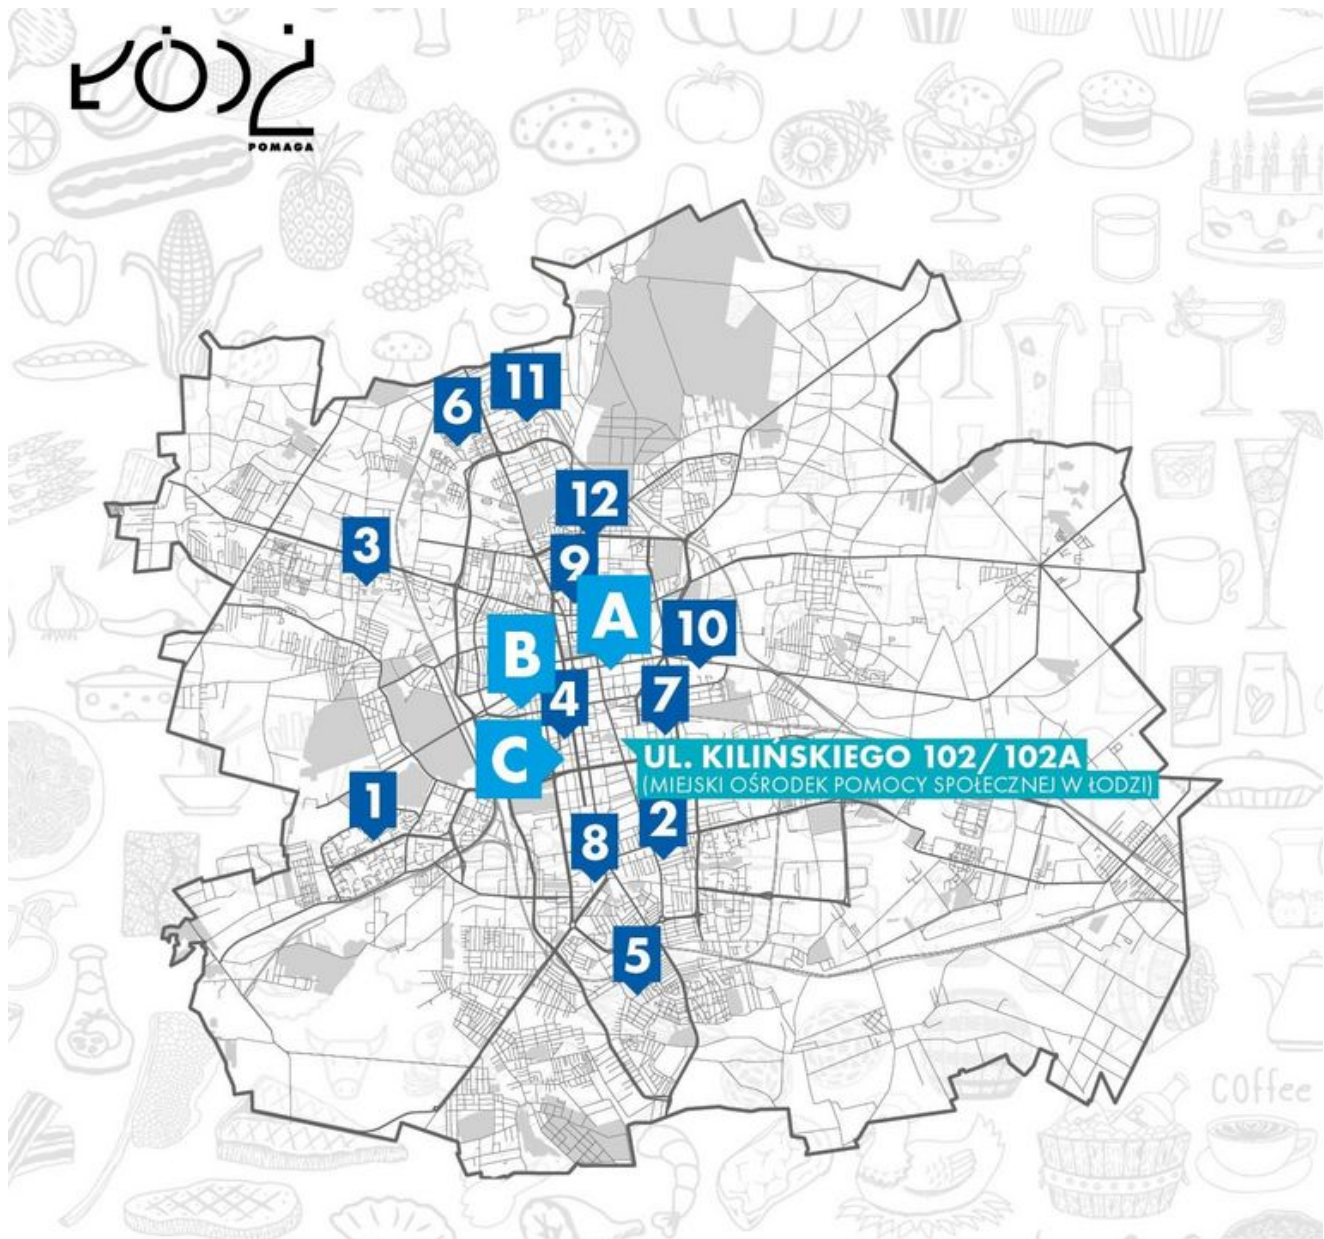 ŁÓDŹ
POMAGA
11
6
12
3
9
A
10
B
4
7
C
UL. KILIŃSKIEGO 102/102A
(MIEJSKI OŚRODEK POMOCY SPOŁECZNEJ W ŁODZI)
1
2
8
5
COFFee